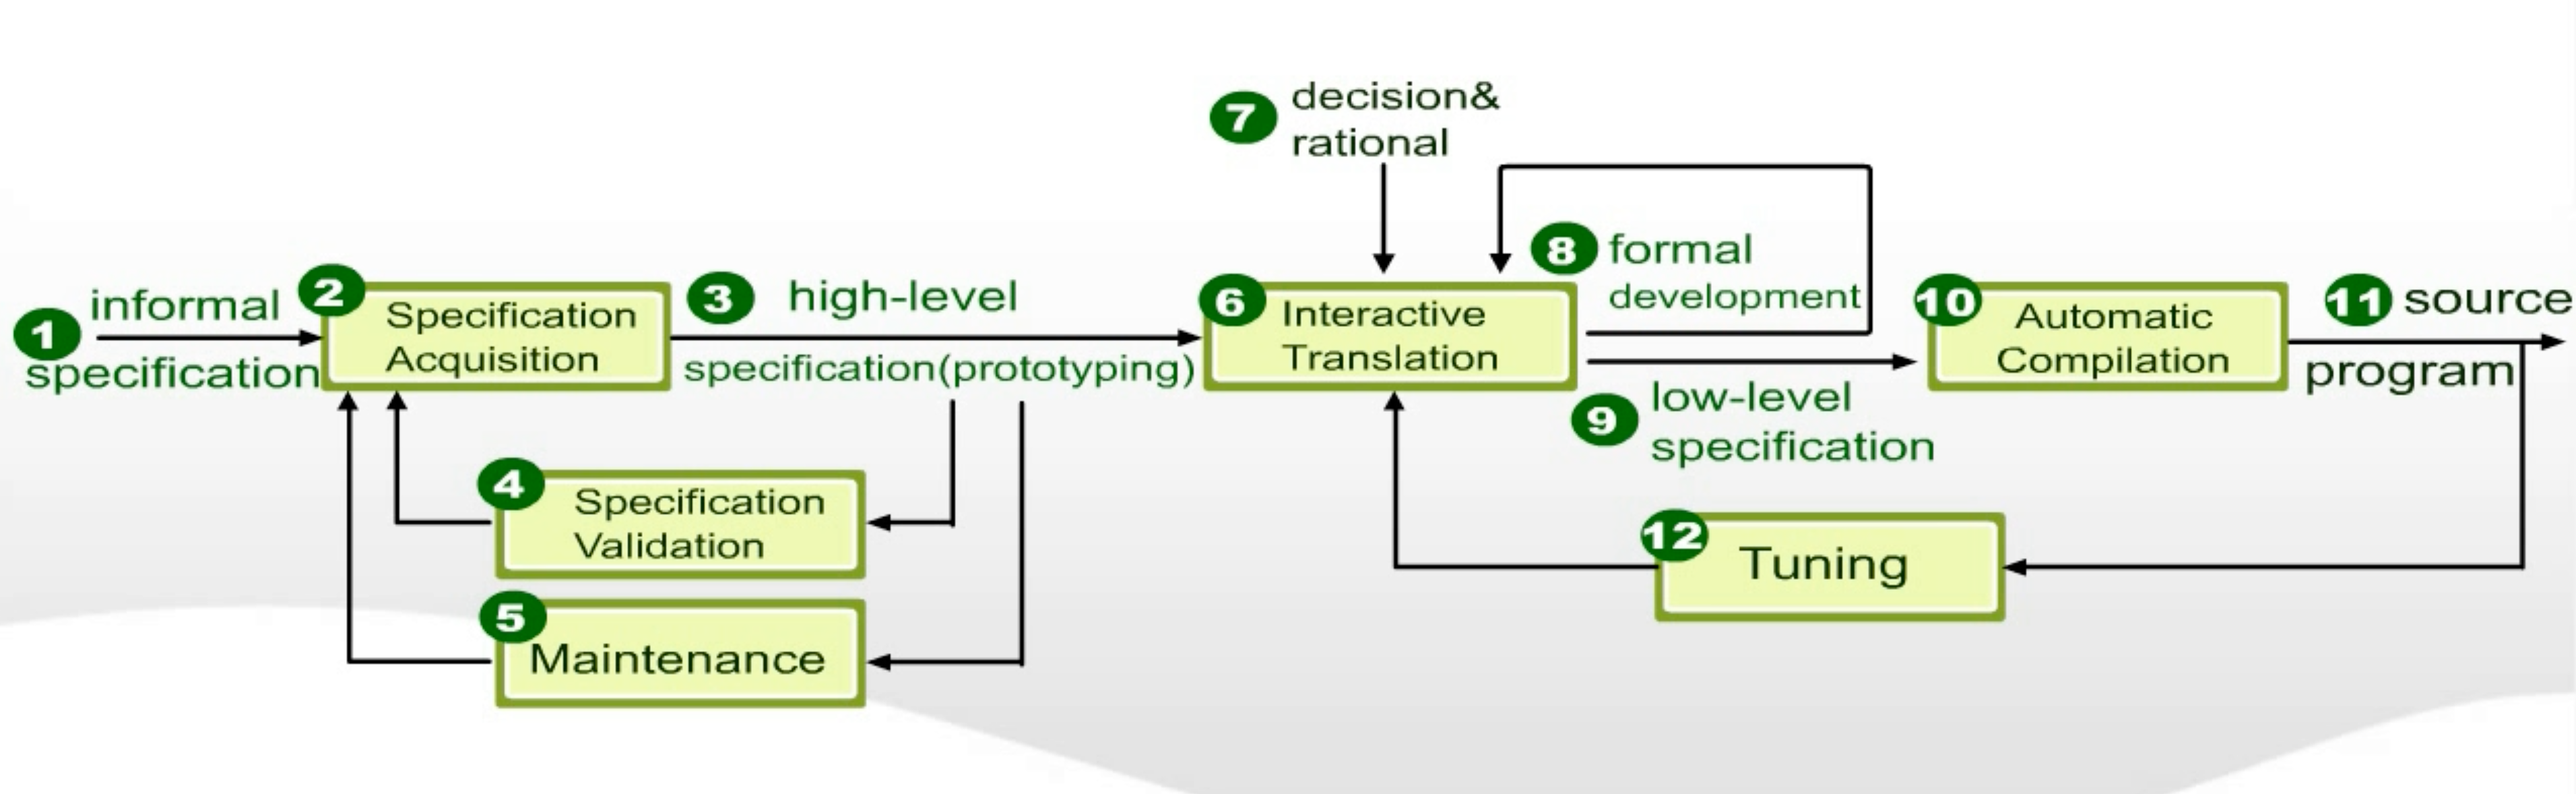 1
informal
specification
2
Specification
Acquisition
3
high-level
specification(prototyping)
4
Specification
Validation
5
Maintenance
6
Interactive
Translation
7
decision&
rational
8
formal
development
9
low-level
specification
10
Automatic
Compilation
11
source
program
12
Tuning